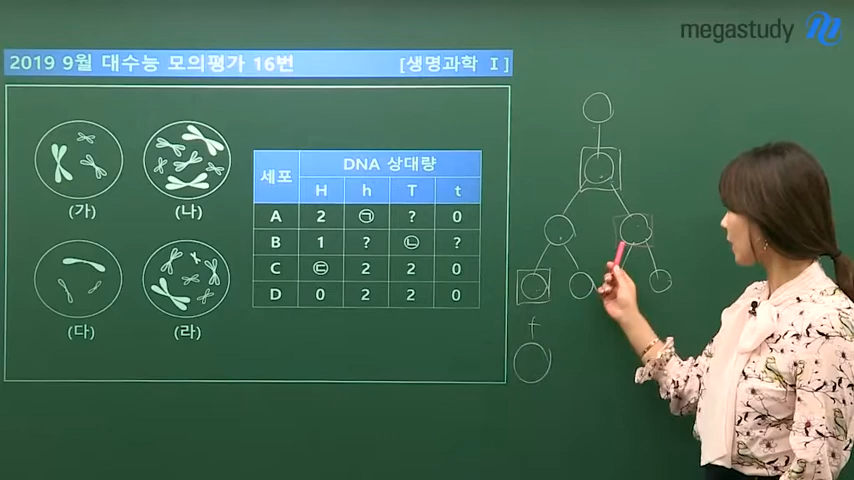 megastudy
2019 9월 대수능 모의평가 16번 [생명과학 Ⅰ]
(가) (나)
(다) (라)
세포 DNA 상대량
H h T t
A 2 ㉠ ? 0
B 1 ? ㉡ ?
C ㉢ 2 2 0
D 0 2 2 0
+